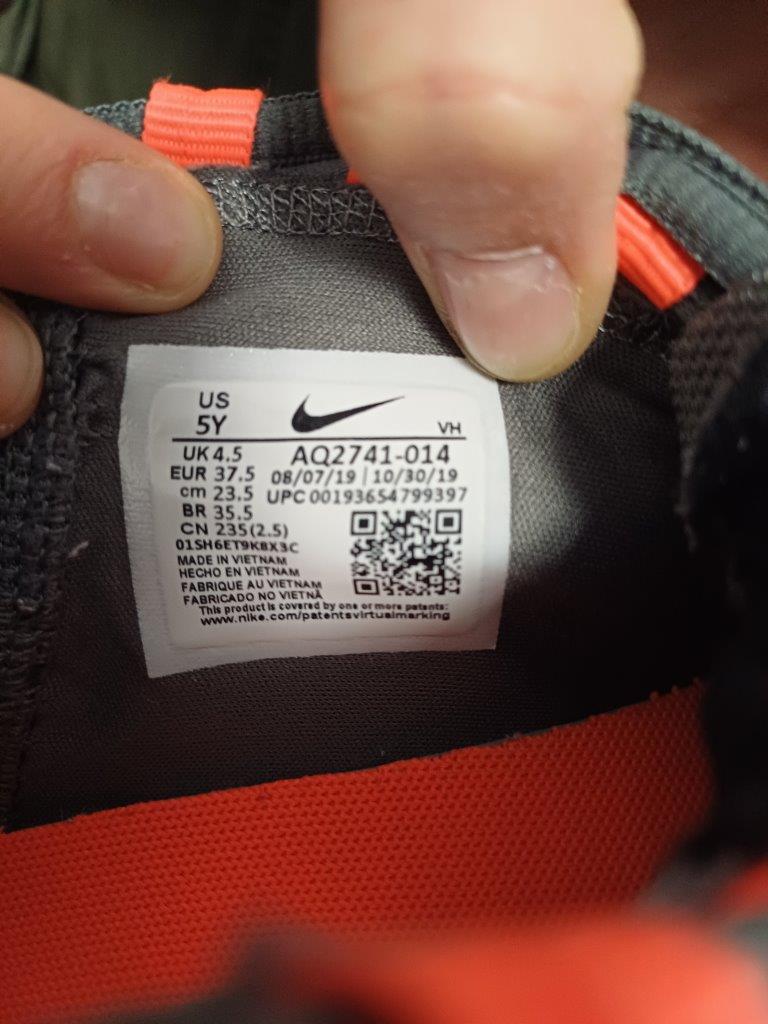 US
5Y
VH
UK 4.5
EUR 37.5
cm 23.5
BR 35.5
CN 235(2.5)
AQ2741-014
08/07/19 | 10/30/19
UPC 00193654799397
01SH6ET9K8X3C
MADE IN VIETNAM
HECHO EN VIETNAM
FABRIQUE AU VIETNAM
FABRICADO NO VIETNÃ
This product is covered by one or more patents:
www.nike.com/patentsvirtualmarking